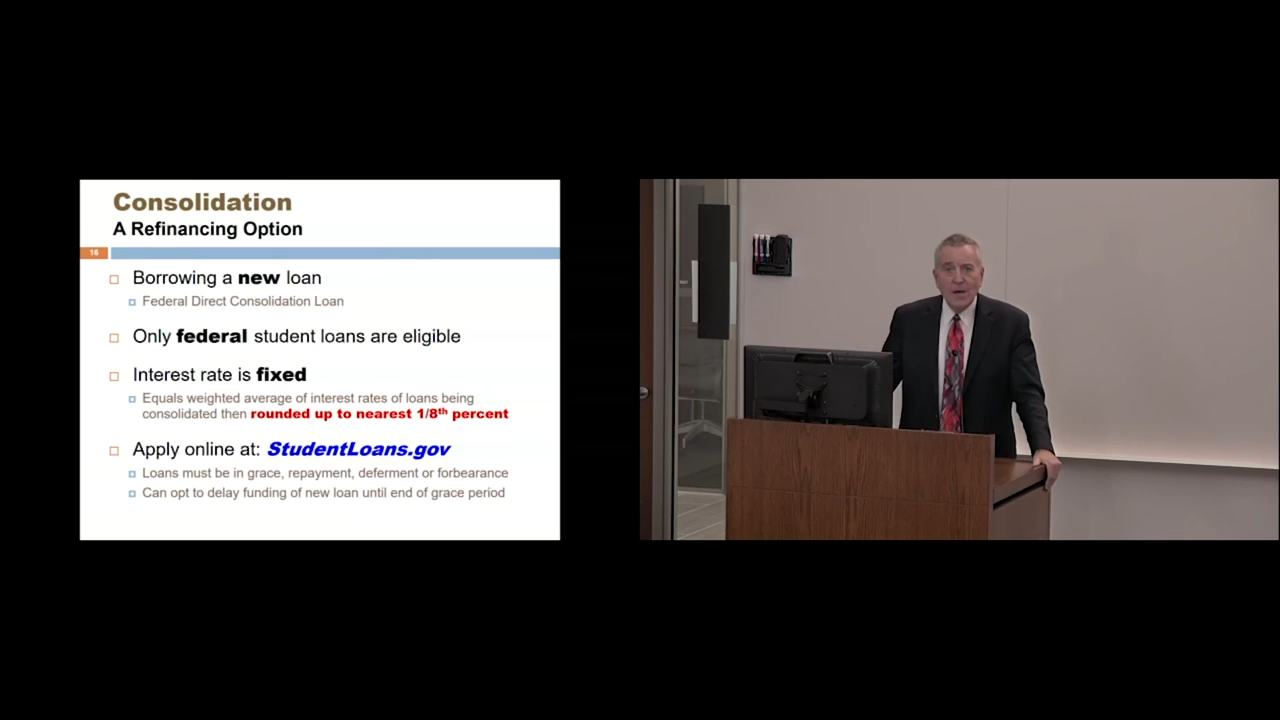 Consolidation
A Refinancing Option
16
Borrowing a new loan
Federal Direct Consolidation Loan
Only federal student loans are eligible
Interest rate is fixed
Equals weighted average of interest rates of loans being
consolidated then rounded up to nearest 1/8th percent
Apply online at: StudentLoans.gov
Loans must be in grace, repayment, deferment or forbearance
Can opt to delay funding of new loan until end of grace period